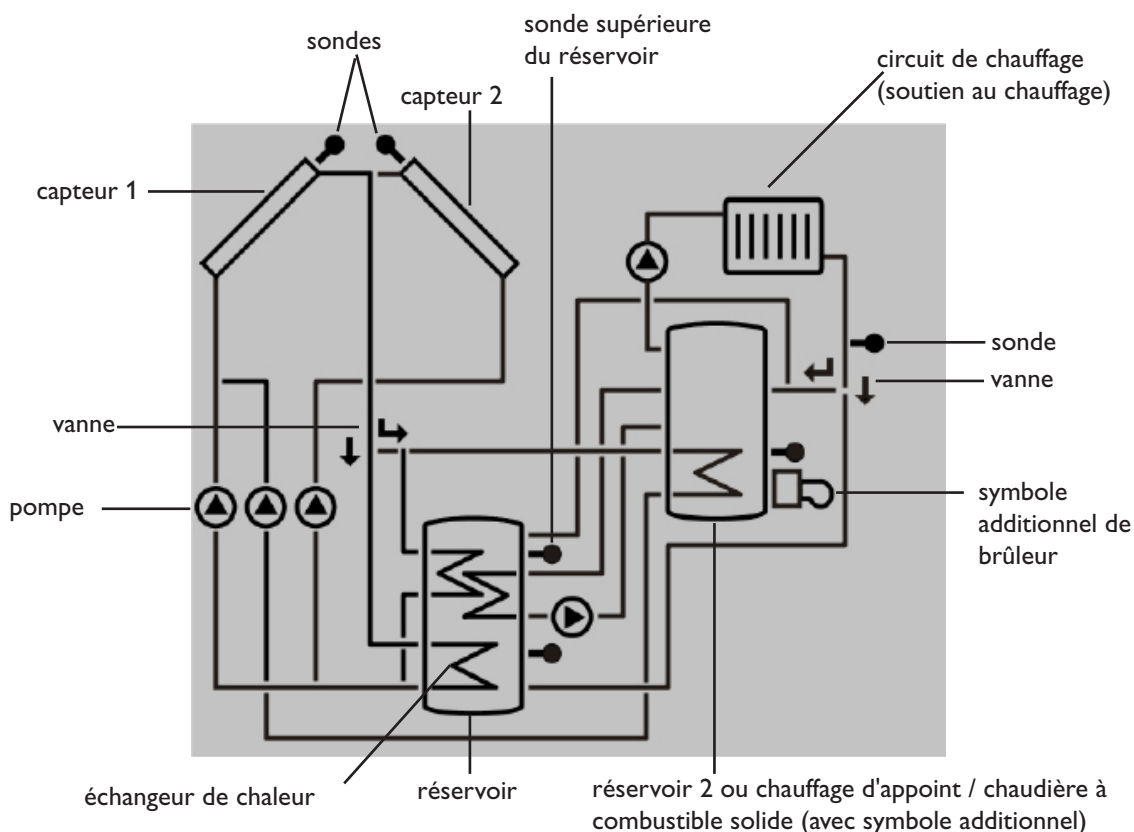 sondes
sonde supérieure
du réservoir
circuit de chauffage
(soutien au chauffage)
capteur 2
capteur 1
sonde
vanne
vanne
pompe
symbole
additionnel de
brûleur
échangeur de chaleur
réservoir
réservoir 2 ou chauffage d'appoint / chaudière à
combustible solide (avec symbole additionnel)